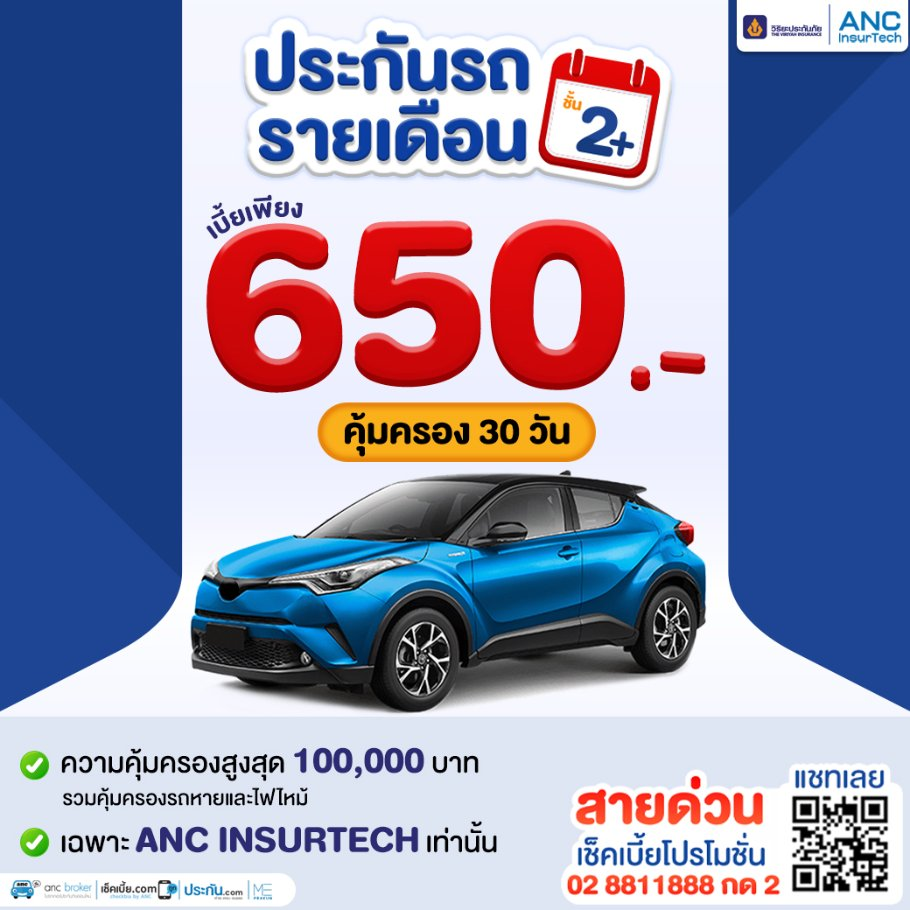 วิริยะประกันภัย
THE VIRIYAH INSURANCE
ANC
InsurTech
ประกันรถ
รายเดือน
ชั้น
2+
เบี้ยเพียง
650.-
คุ้มครอง 30 วัน
ความคุ้มครองสูงสุด 100,000 บาท
รวมคุ้มครองรถหายและไฟไหม้
เฉพาะ ANC INSURTECH เท่านั้น
สายด่วน
เช็คเบี้ยโปรโมชั่น
02 8811888 กด 2
แชทเลย
anc broker
เช็คเบี้ย.com
checkbia by ANC
ประกัน.com
ME
PRAKUN